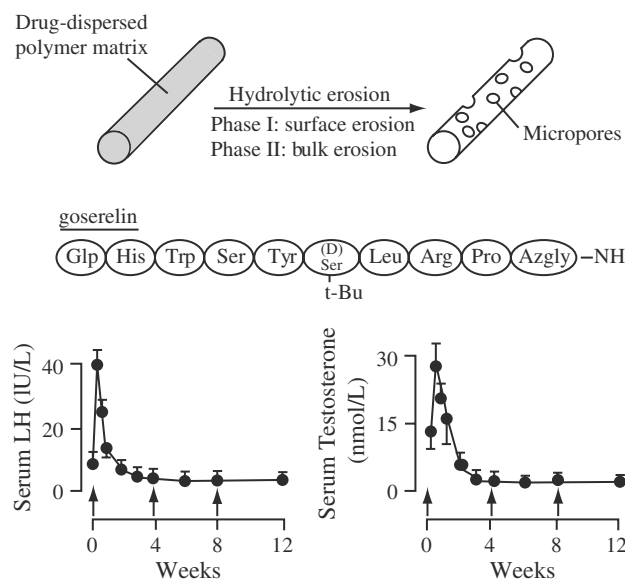 Drug-dispersed
polymer matrix
Hydrolytic erosion
Phase I: surface erosion
Phase II: bulk erosion
Micropores
goserelin
Glp His Trp Ser Tyr (D) Ser Leu Arg Pro Azgly –NH
t-Bu
Serum LH (IU/L)
40
20
0
0 4 8 12
Weeks
Serum Testosterone
(nmol/L)
30
15
0
0 4 8 12
Weeks